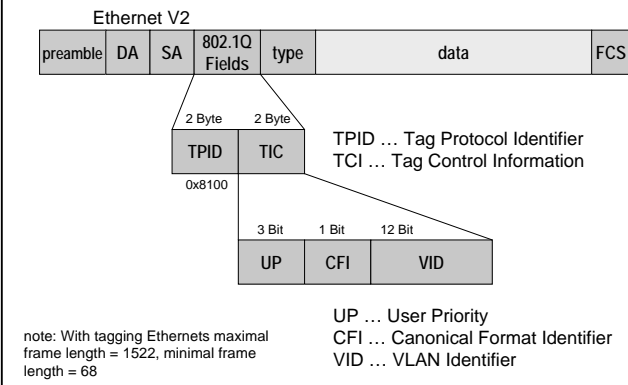 Ethernet V2
preamble DA SA 802.1Q Fields type data FCS
2 Byte 2 Byte
TPID TIC
0x8100
TPID … Tag Protocol Identifier
TCI … Tag Control Information
3 Bit 1 Bit 12 Bit
UP CFI VID
note: With tagging Ethernets maximal
frame length = 1522, minimal frame
length = 68
UP … User Priority
CFI … Canonical Format Identifier
VID … VLAN Identifier